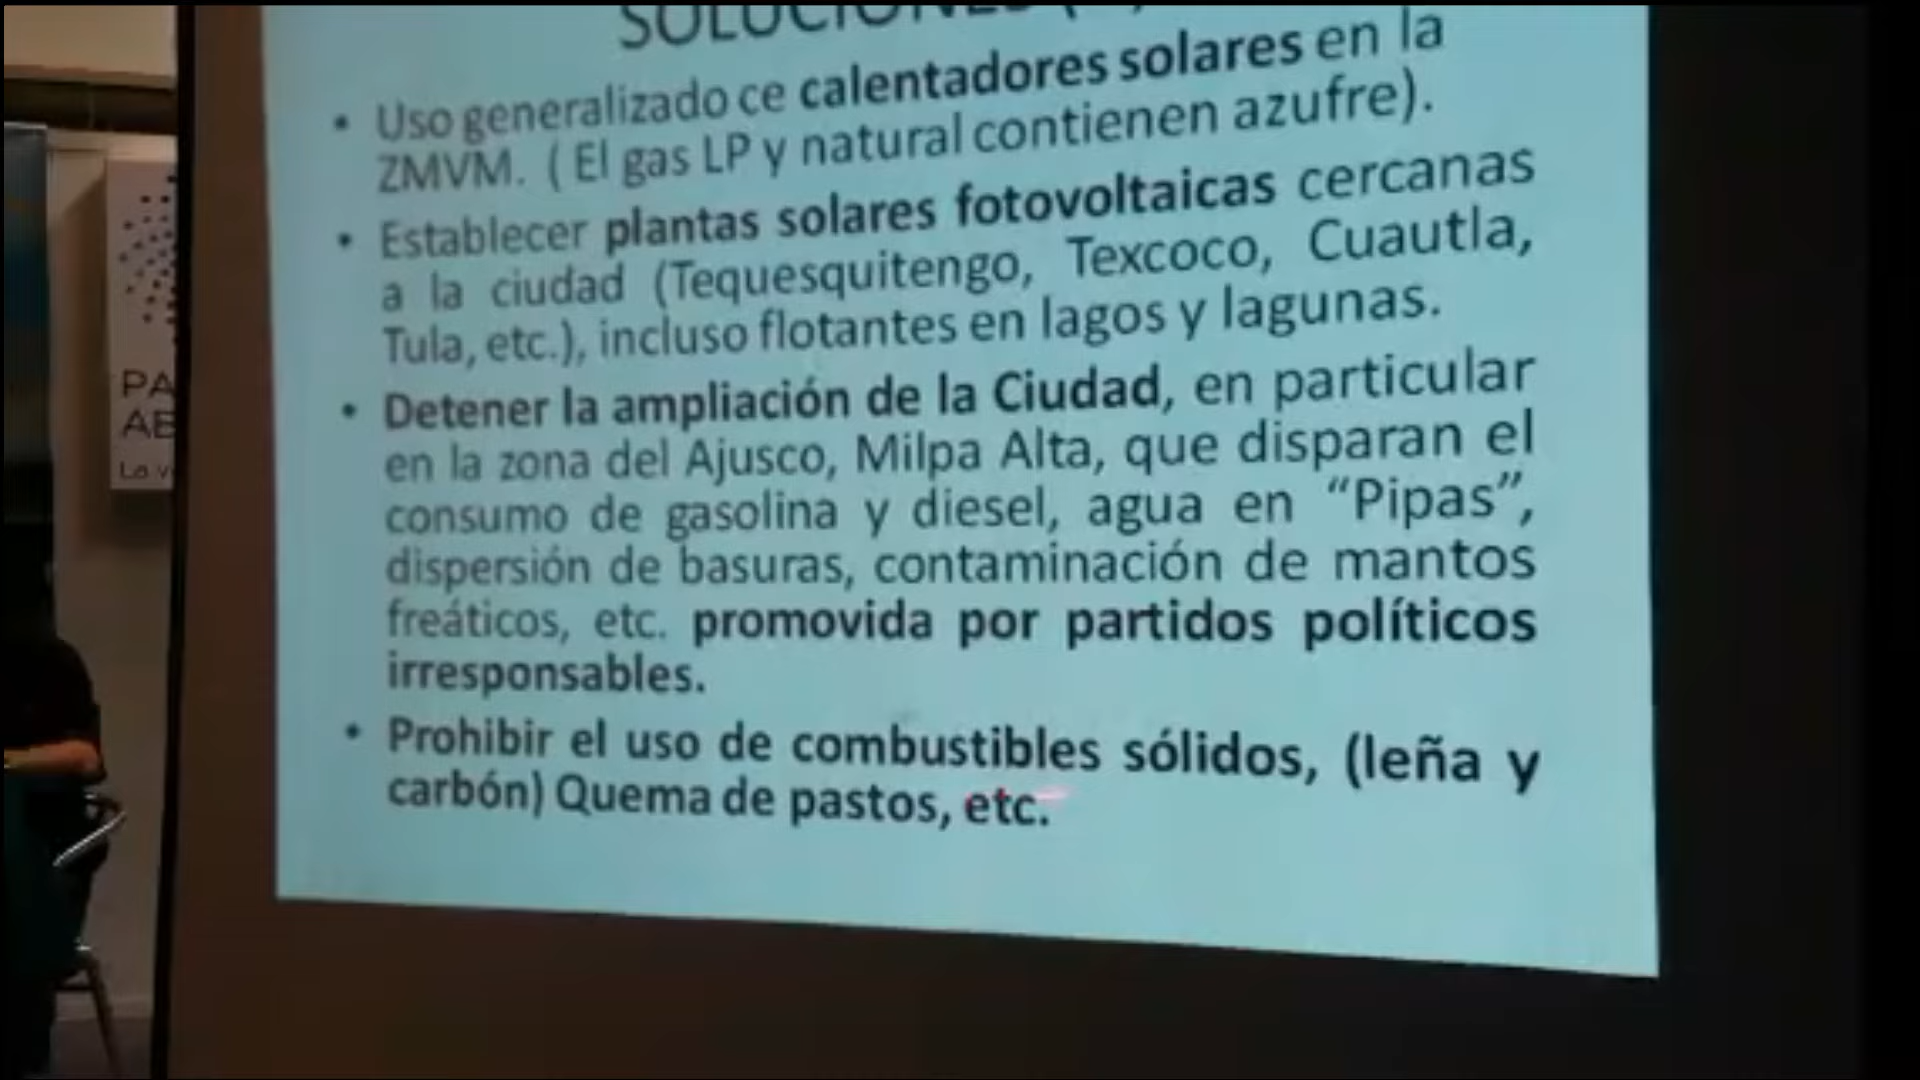 SOLUCIONES
• Uso generalizado ce calentadores solares en la
ZMVM. ( El gas LP y natural contienen azufre).
• Establecer plantas solares fotovoltaicas cercanas
a la ciudad (Tequesquitengo, Texcoco, Cuautla,
Tula, etc.), incluso flotantes en lagos y lagunas.
• Detener la ampliación de la Ciudad, en particular
en la zona del Ajusco, Milpa Alta, que disparan el
consumo de gasolina y diesel, agua en “Pipas”,
dispersión de basuras, contaminación de mantos
freáticos, etc. promovida por partidos políticos
irresponsables.
• Prohibir el uso de combustibles sólidos, (leña y
carbón) Quema de pastos, etc.
PA
AB
La v